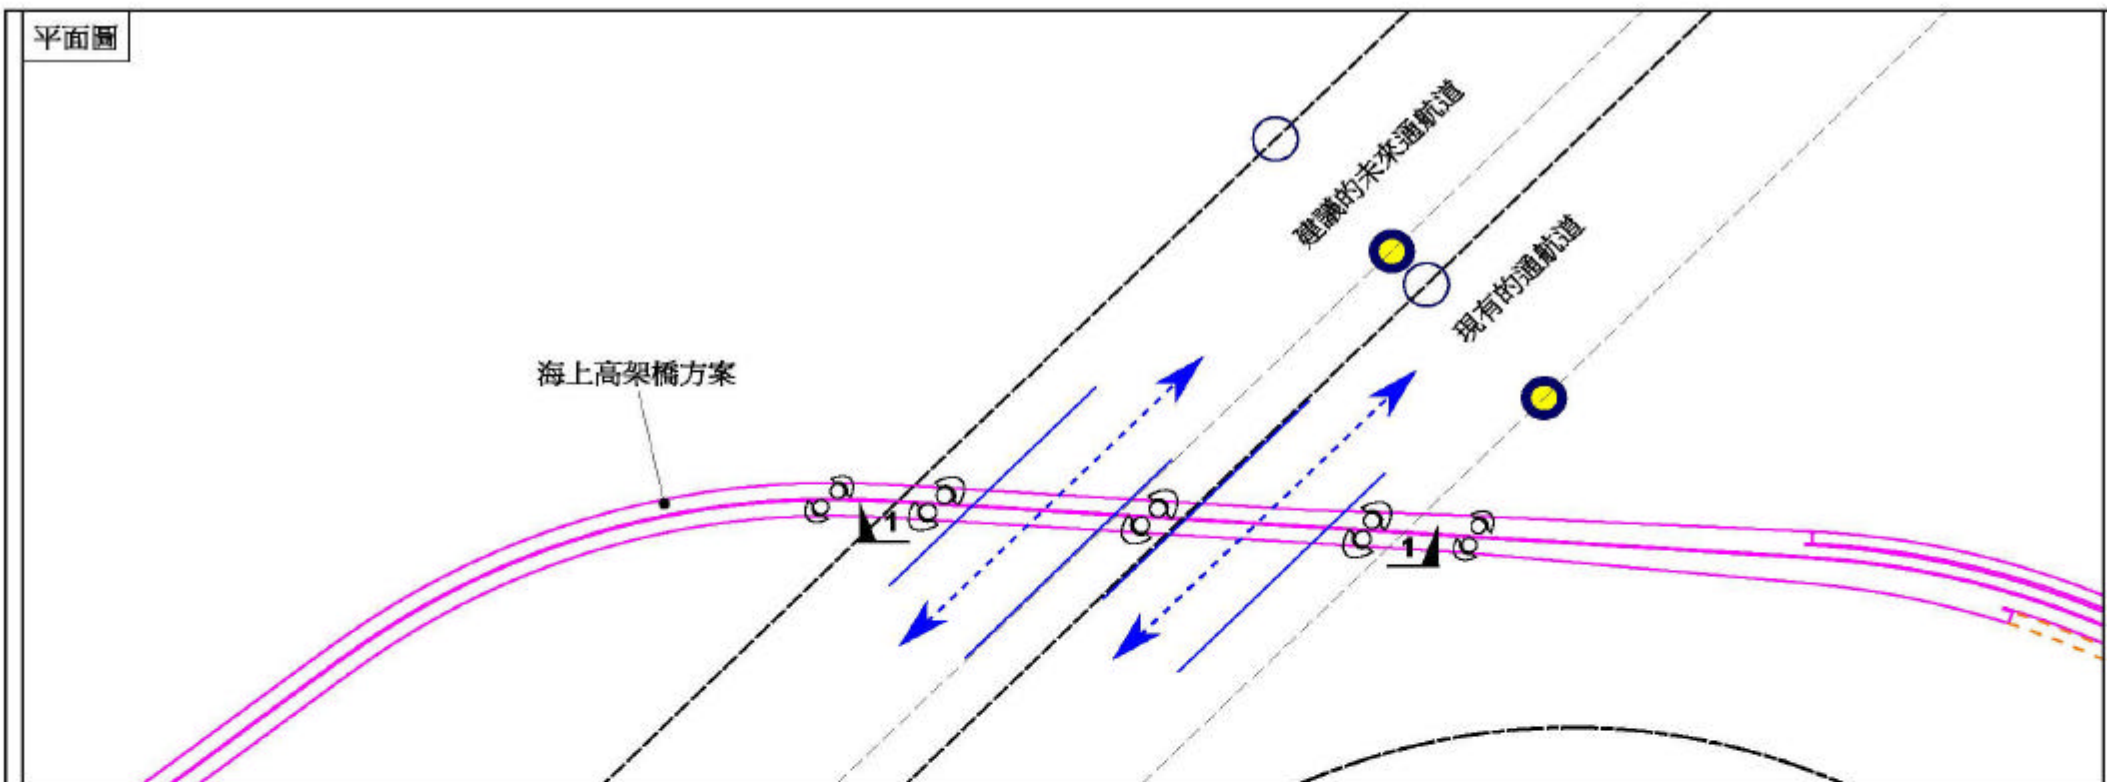 平面圖
建議的未來通航道
現有的通航道
海上高架橋方案
1
1